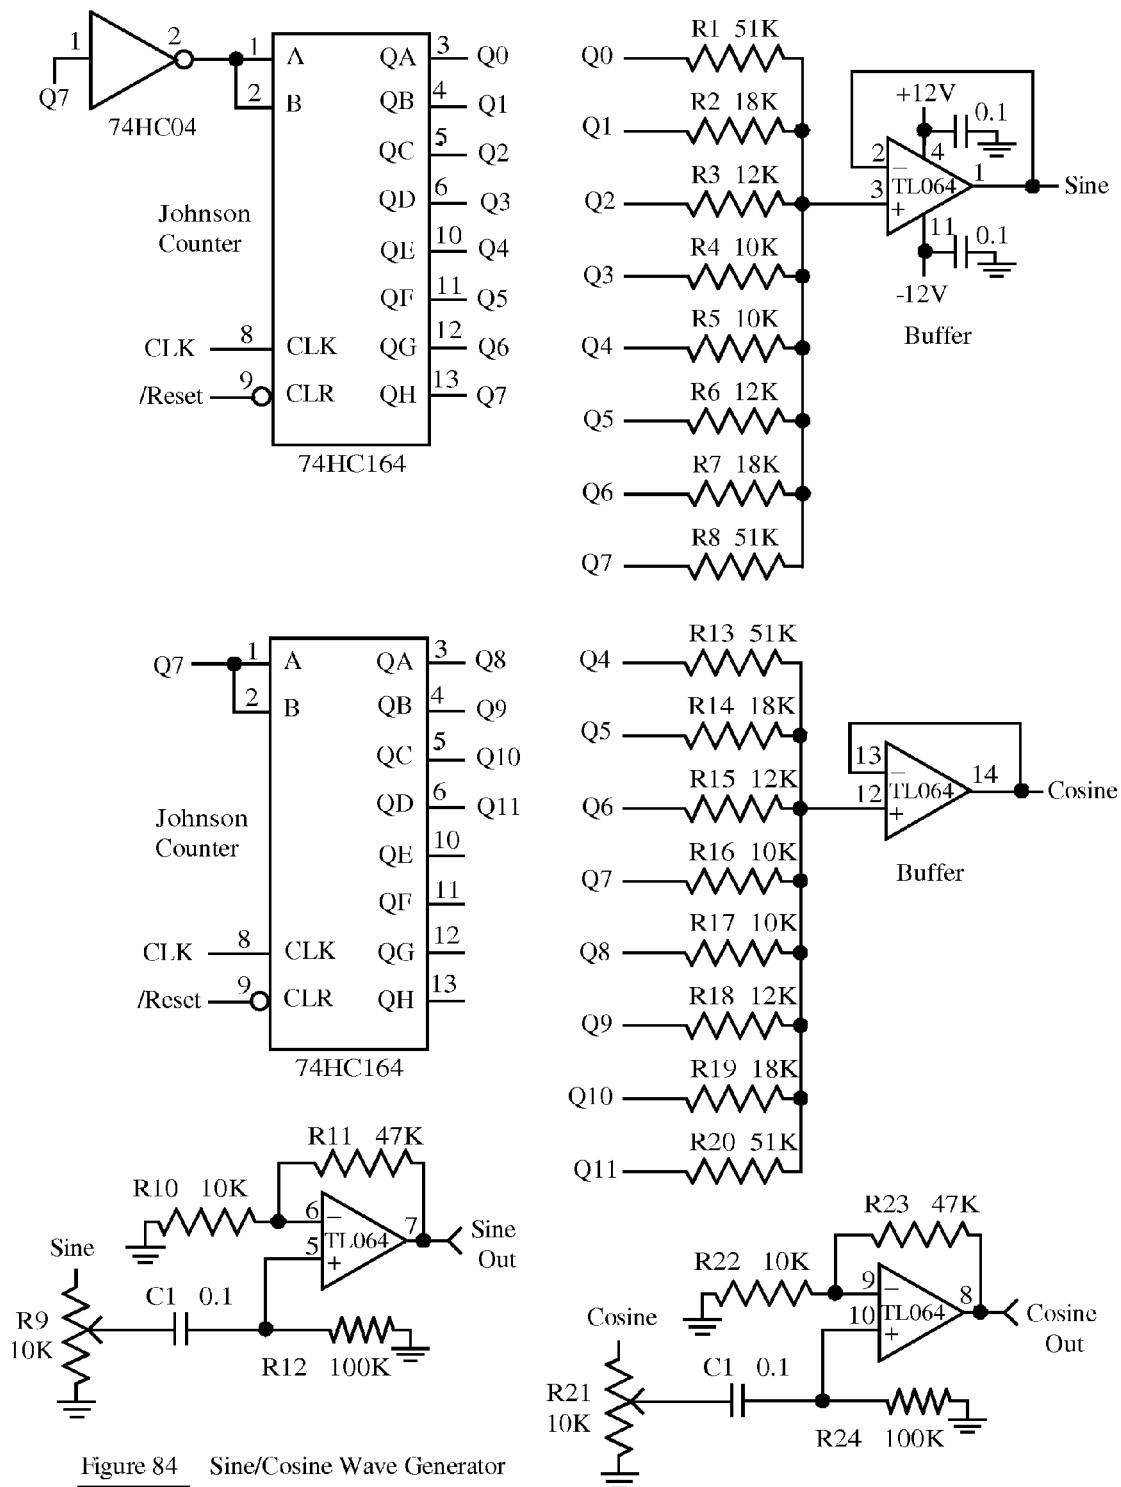 1
2
Q7
74HC04
1 A QA 3 Q0
2 B QB 4 Q1
QC 5 Q2
QD 6 Q3
Johnson
Counter
QE 10 Q4
QF 11 Q5
CLK 8 CLK QG 12 Q6
/Reset 9 CLR QH 13 Q7
74HC164
Q0 R1 51K
Q1 R2 18K
Q2 R3 12K
Q3 R4 10K
Q4 R5 10K
Q5 R6 12K
Q6 R7 18K
Q7 R8 51K
+12V
0.1
4
2 −
TL064
1 Sine
3 +
11
0.1
-12V
Buffer
Q7 1 A QA 3 Q8
2 B QB 4 Q9
QC 5 Q10
QD 6 Q11
Johnson
Counter
QE 10
QF 11
CLK 8 CLK QG 12
/Reset 9 CLR QH 13
74HC164
Q4 R13 51K
Q5 R14 18K
Q6 R15 12K
Q7 R16 10K
Q8 R17 10K
Q9 R18 12K
Q10 R19 18K
Q11 R20 51K
13 −
TL064
14 Cosine
12 +
Buffer
R11 47K
R10 10K
6 −
TL064
7
5 +
Sine
Out
Sine
R9
10K
C1 0.1
R12 100K
R23 47K
R22 10K
9 −
TL064
8
10 +
Cosine
Out
Cosine
R21
10K
C1 0.1
R24 100K
Figure 84 Sine/Cosine Wave Generator